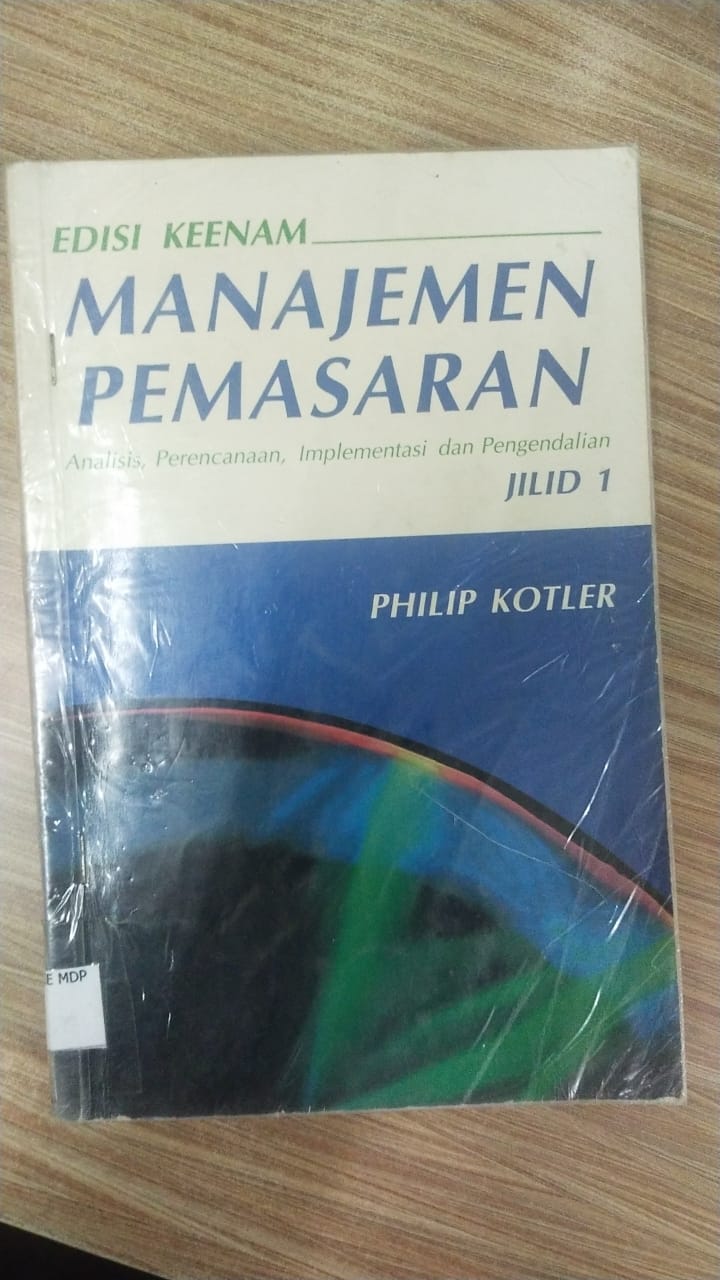 EDISI KEENAM
MANAJEMEN
PEMASARAN
Analisis, Perencanaan, Implementasi dan Pengendalian
JILID 1
PHILIP KOTLER
E MDP